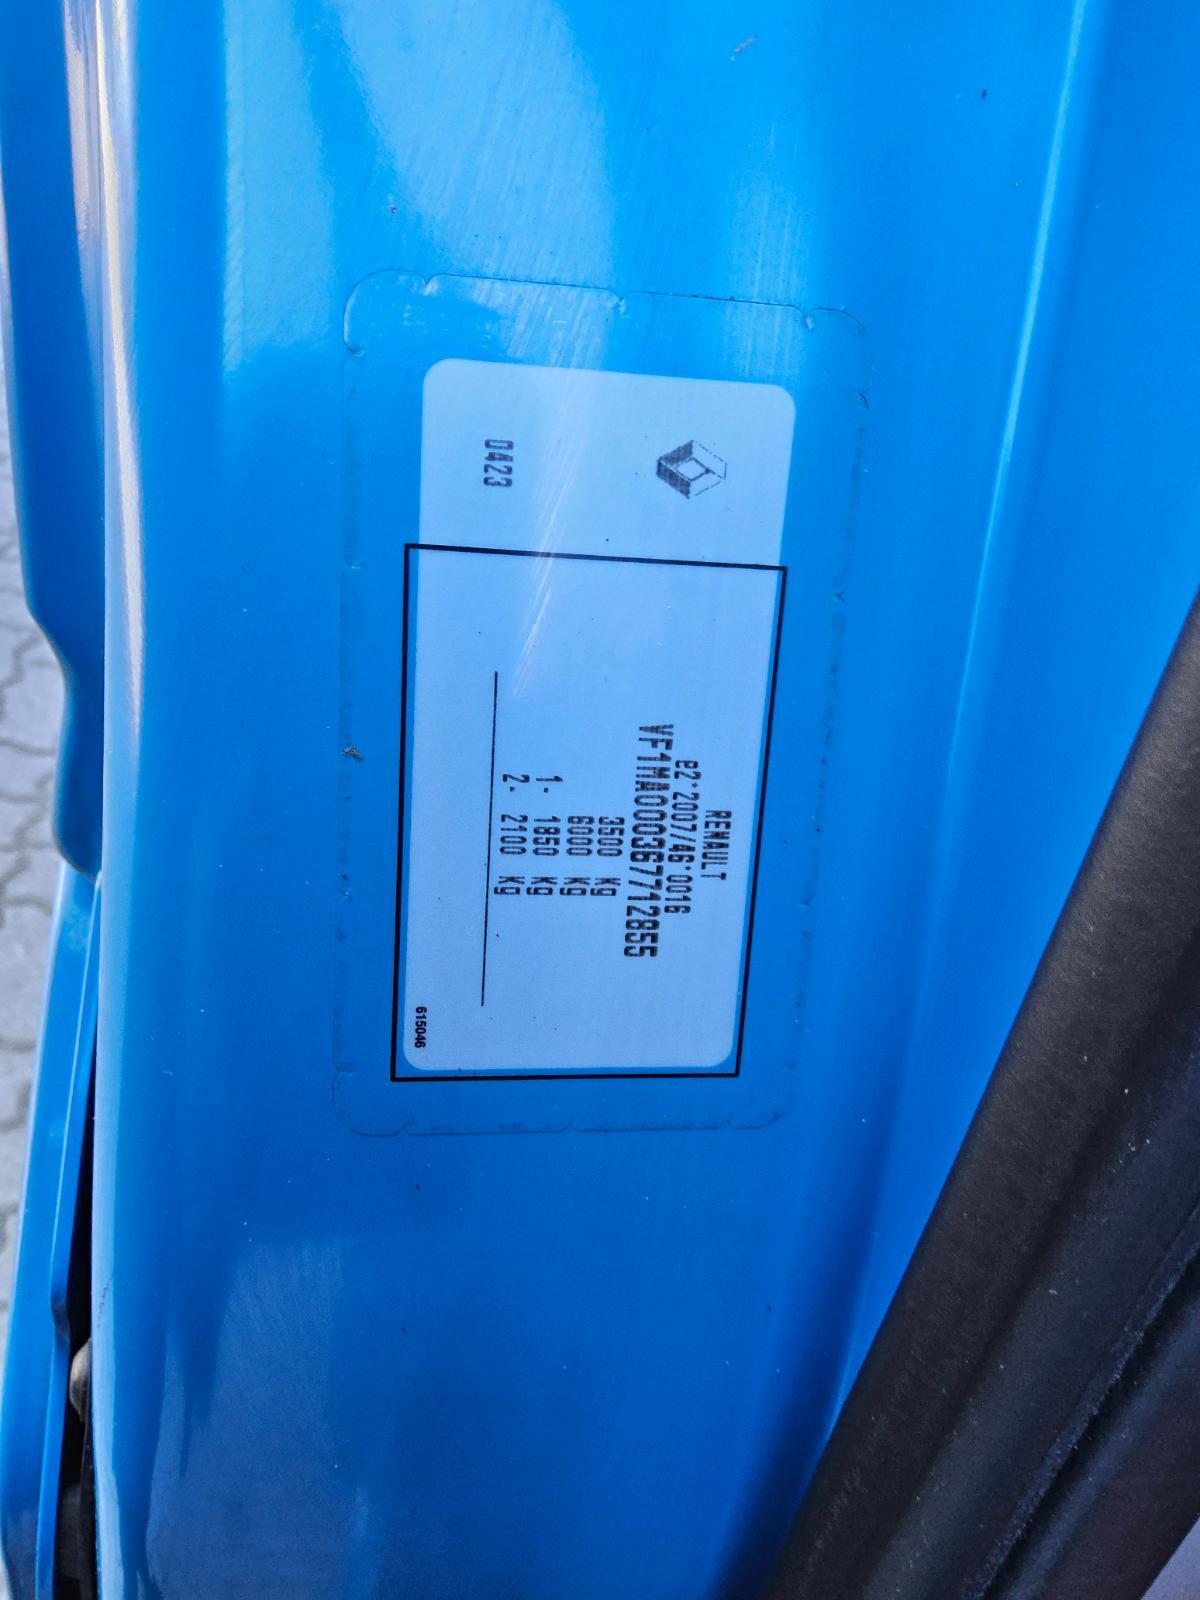 RENAULT
e2*2007/46*0016
VF1MA000367712855
3500 Kg
6000 Kg
1- 1850 Kg
2- 2100 Kg
0423
615046